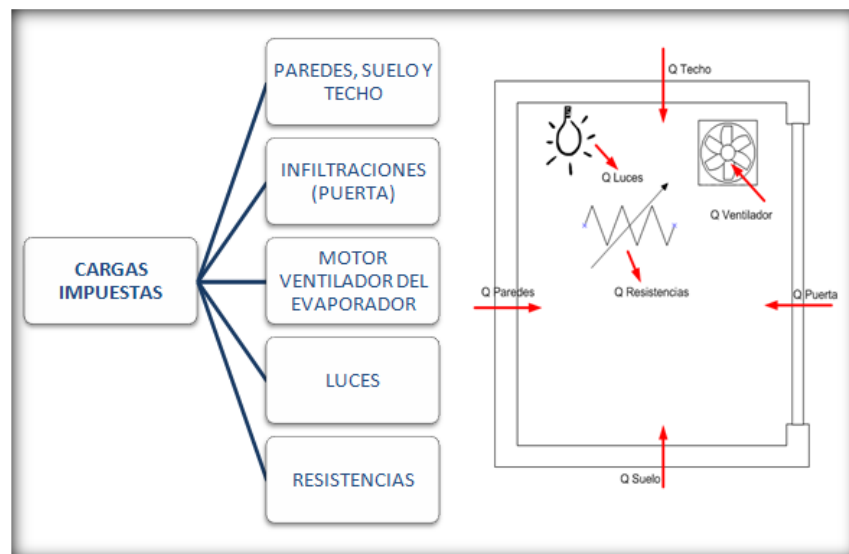 CARGAS
IMPUESTAS
PAREDES, SUELO Y
TECHO
INFILTRACIONES
(PUERTA)
MOTOR
VENTILADOR DEL
EVAPORADOR
LUCES
RESISTENCIAS
Q Techo
Q Luces
Q Ventilador
Q Resistencias
Q Paredes
Q Puerta
Q Suelo